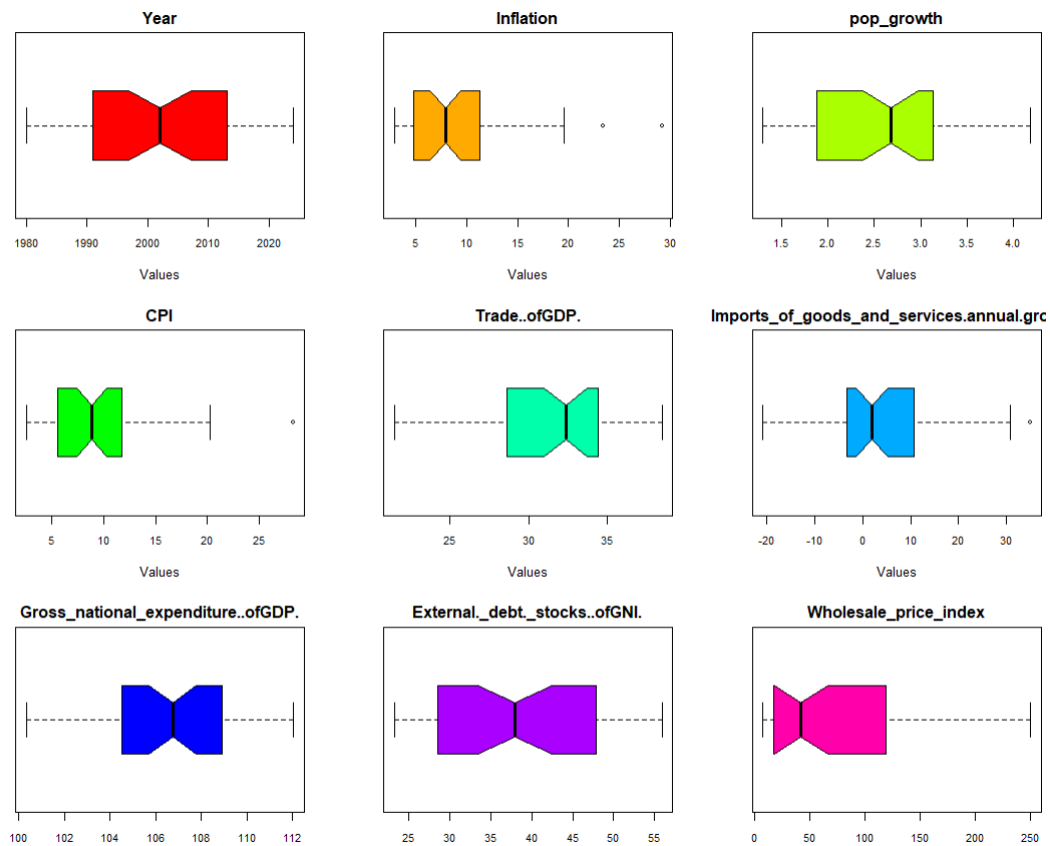 Year
Inflation
pop_growth
1980 1990 2000 2010 2020
5 10 15 20 25 30
1.5 2.0 2.5 3.0 3.5 4.0
Values
Values
Values
CPI
Trade..ofGDP.
Imports_of_goods_and_services.annual.gro
5 10 15 20 25
25 30 35
-20 -10 0 10 20 30
Values
Values
Values
Gross_national_expenditure..ofGDP.
External._debt._stocks..ofGNI.
Wholesale_price_index
100 102 104 106 108 110 112
25 30 35 40 45 50 55
0 50 100 150 200 250